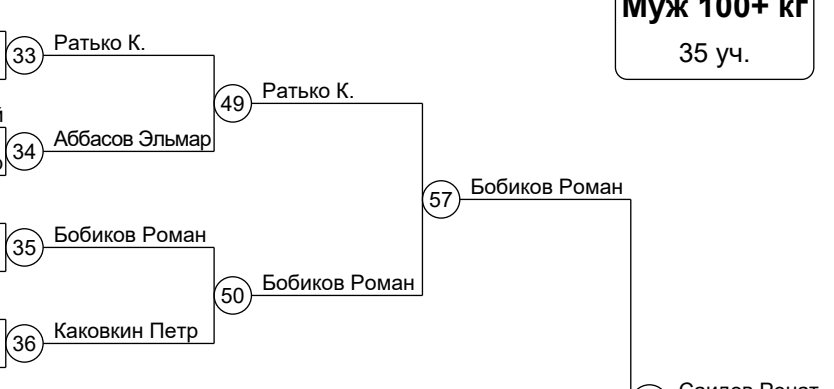 Муж 100+ кг
35 уч.
33 Ратько К.
49 Ратько К.
34 Аббасов Эльмар
57 Бобиков Роман
35 Бобиков Роман
50 Бобиков Роман
36 Каковкин Петр